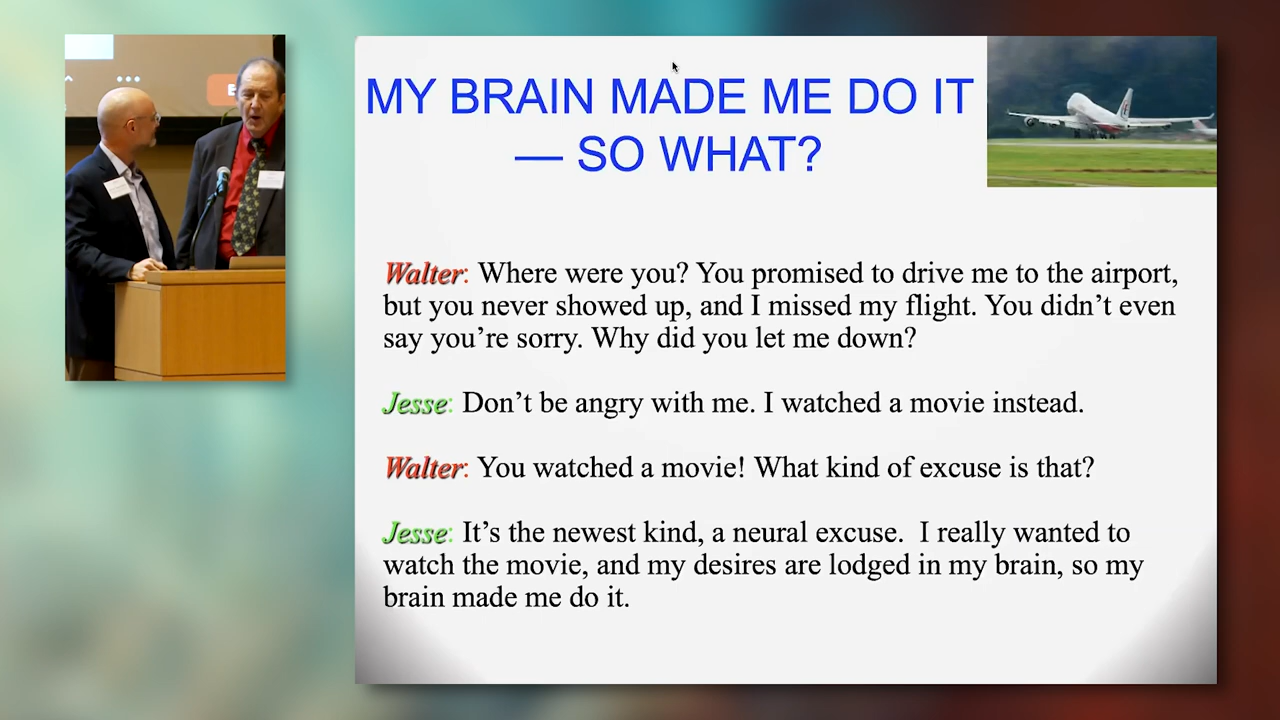 MY BRAIN MADE ME DO IT
— SO WHAT?
Walter: Where were you? You promised to drive me to the airport,
but you never showed up, and I missed my flight. You didn’t even
say you’re sorry. Why did you let me down?
Jesse: Don’t be angry with me. I watched a movie instead.
Walter: You watched a movie! What kind of excuse is that?
Jesse: It’s the newest kind, a neural excuse.  I really wanted to
watch the movie, and my desires are lodged in my brain, so my
brain made me do it.